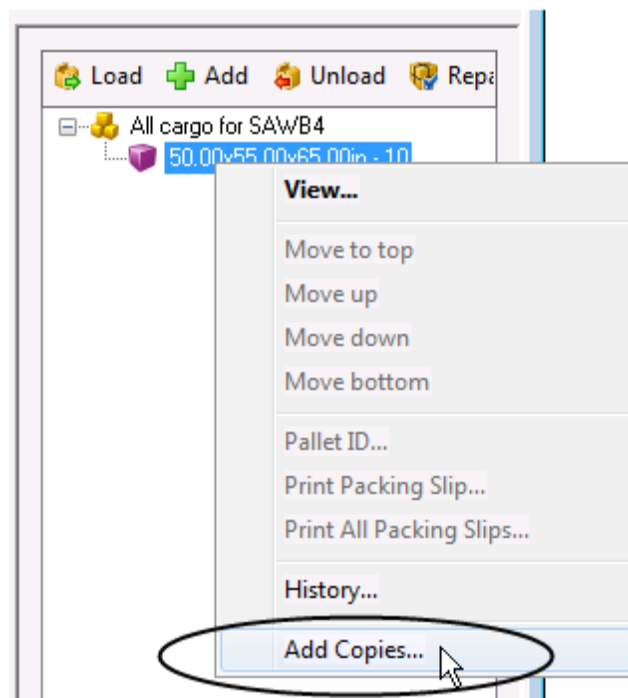 Load Add Unload Repa
All cargo for SAWB4
50.00x55.00x65.00in - 10
View...
Move to top
Move up
Move down
Move bottom
Pallet ID...
Print Packing Slip...
Print All Packing Slips...
History...
Add Copies...